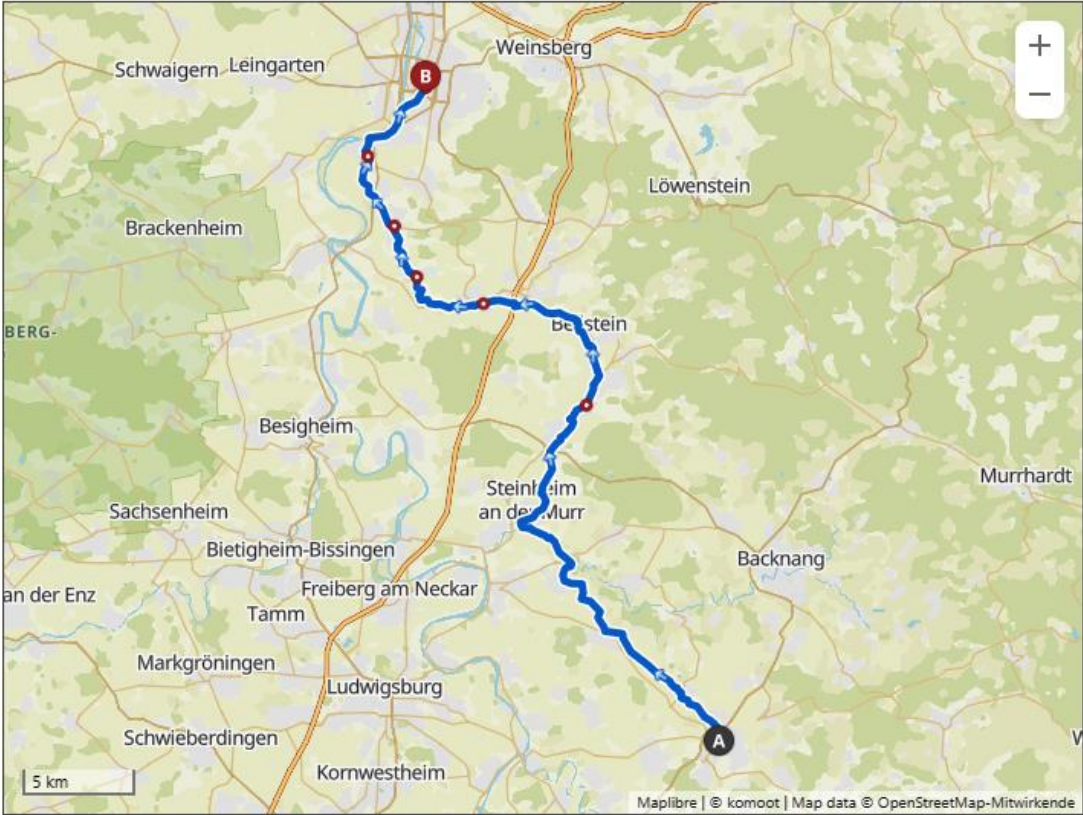 Weinsberg
+
−
Schwaigern
Leingarten
B
Löwenstein
Brackenheim
BERG-
Besigheim
Steinheim
an der Murr
Murrhardt
Sachsenheim
Bietigheim-Bissingen
Backnang
an der Enz
Freiberg am Neckar
Tamm
Markgröningen
Ludwigsburg
Schwieberdingen
A
W
Kornwestheim
5 km
Maplibre | © komoot | Map data © OpenStreetMap-Mitwirkende